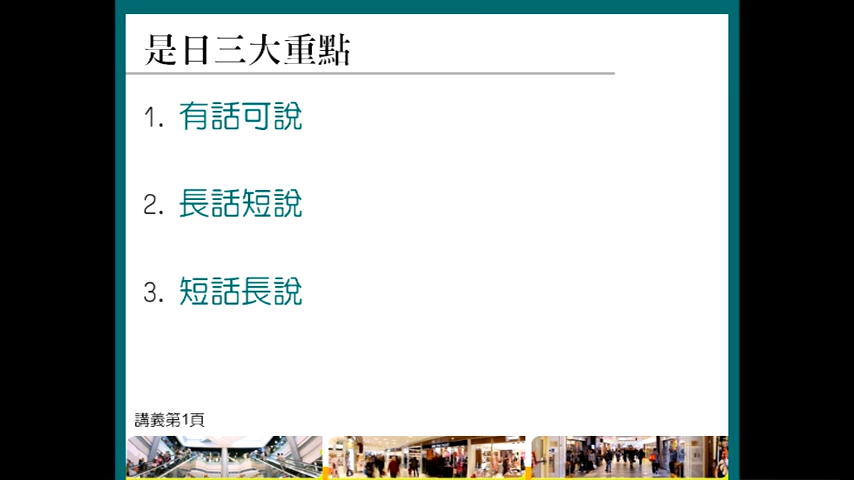 是日三大重點
1. 有話可說
2. 長話短說
3. 短話長說
講義第1頁